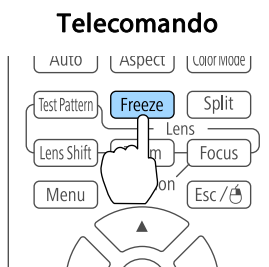 Telecomando
Auto Aspect Color Mode
Test Pattern Freeze Split
Lens
Lens Shift Focus
Menu Esc /